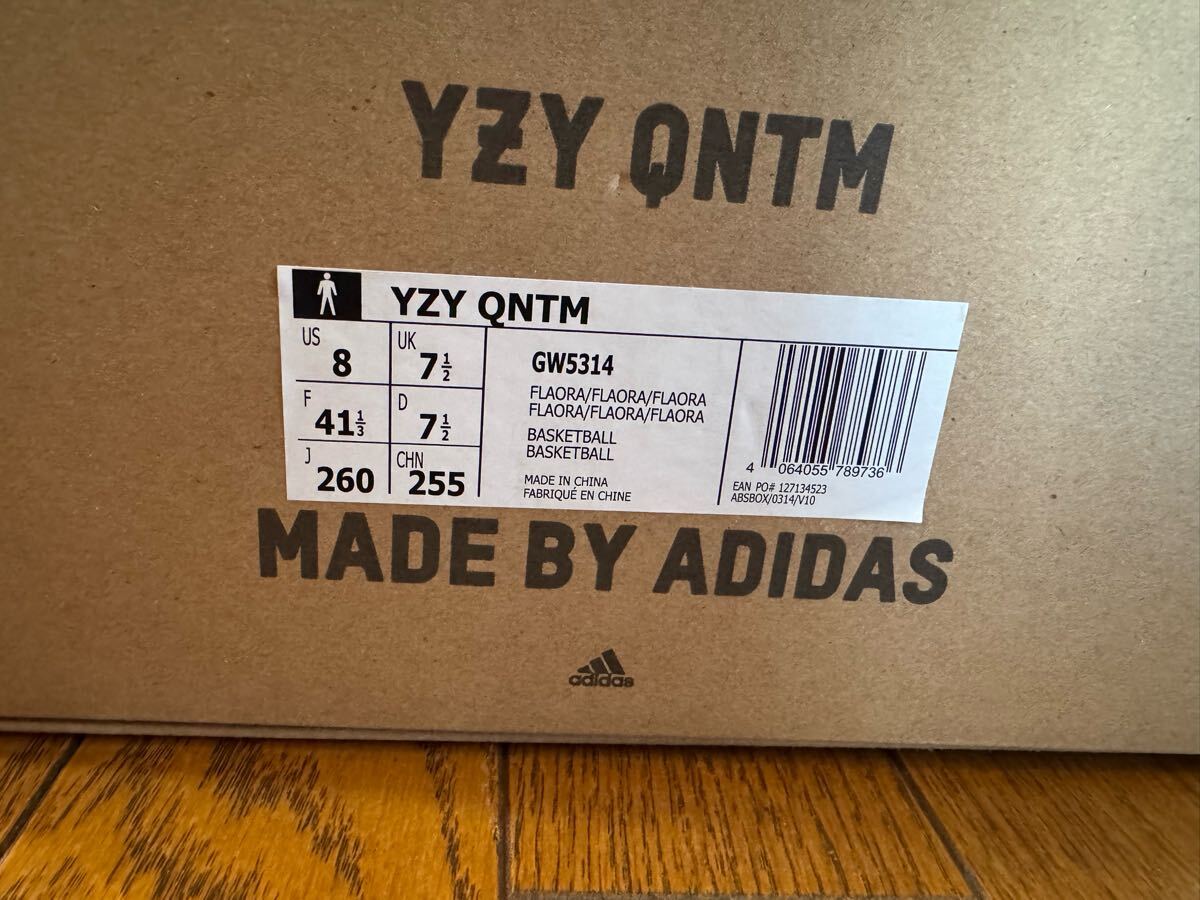 YZY QNTM
YZY QNTM
US 8 UK 7 1/2
F 41 1/3 D 7 1/2
J 260 CHN 255
GW5314
FLAORA/FLAORA/FLAORA
FLAORA/FLAORA/FLAORA
BASKETBALL
BASKETBALL
MADE IN CHINA
FABRIQUÉ EN CHINE
4 064055 789736
EAN PO# 127134523
ABSBOX/0314/V10
MADE BY ADIDAS
adidas